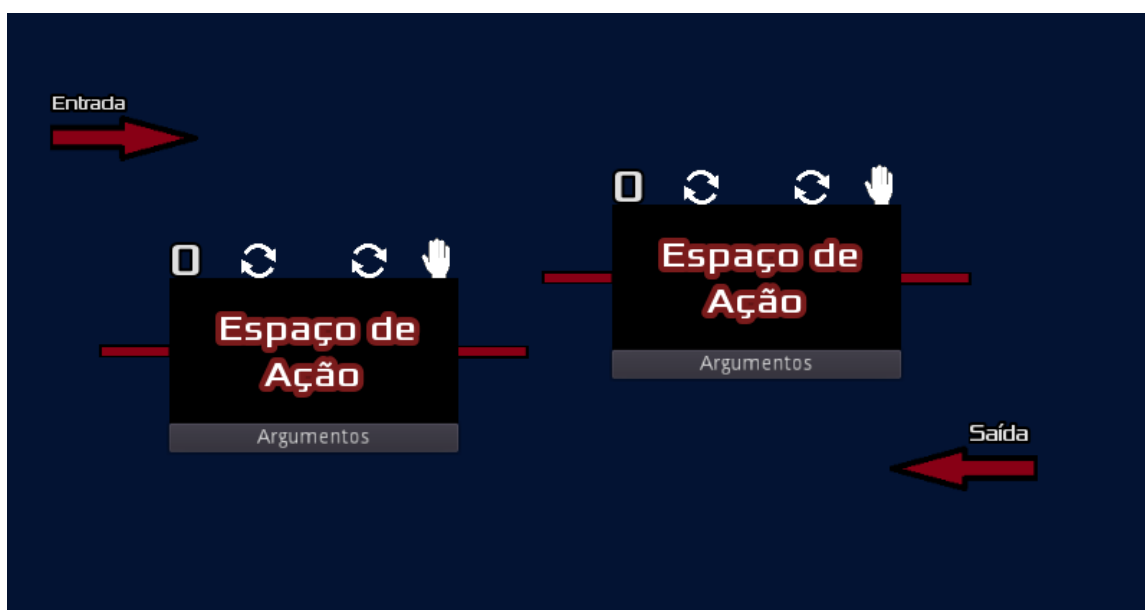 Entrada
0
Espaço de
Ação
Argumentos
0
Espaço de
Ação
Argumentos
Saída